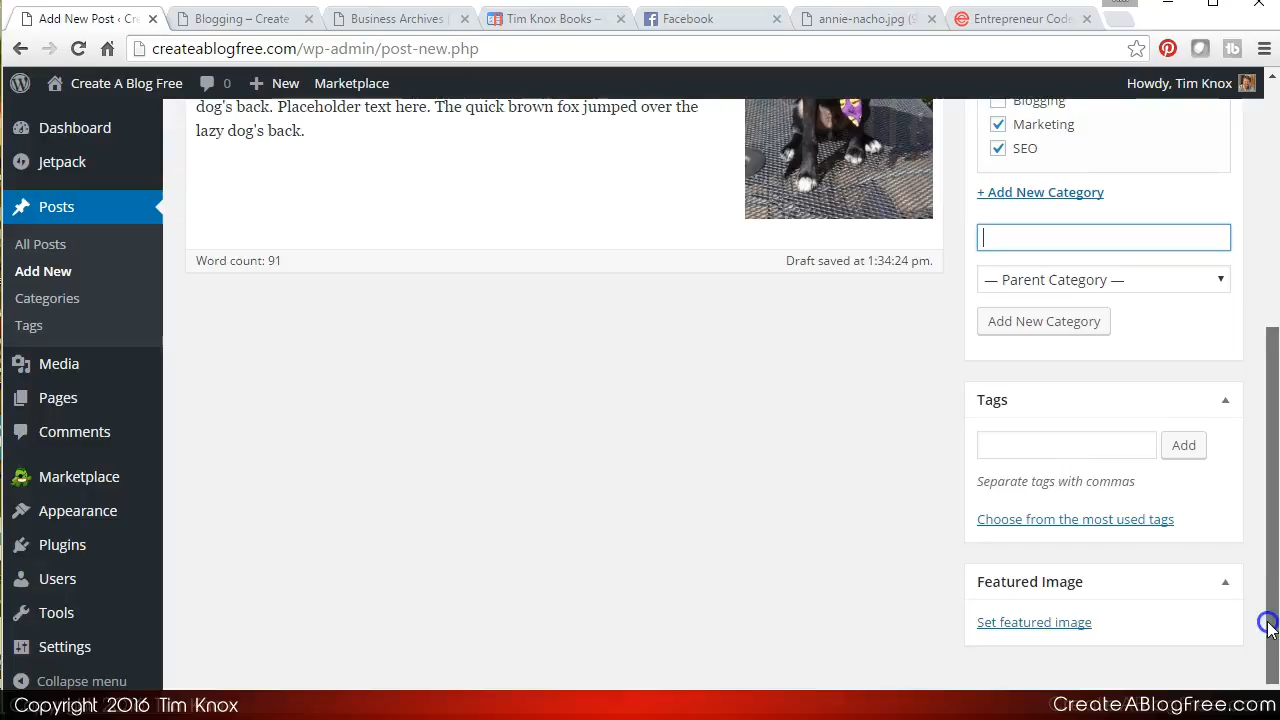 Add New Post ‹ C
Blogging – Create
Business Archives |
Tim Knox Books –
Facebook
annie-nacho.jpg (9
Entrepreneur Code
createablogfree.com/wp-admin/post-new.php
Create A Blog Free
0
New
Marketplace
Howdy, Tim Knox
Dashboard
Jetpack
Posts
All Posts
Add New
Categories
Tags
Media
Pages
Comments
Marketplace
Appearance
Plugins
Users
Tools
Settings
Collapse menu
dog's back. Placeholder text here. The quick brown fox jumped over the
lazy dog's back.
Word count: 91
Draft saved at 1:34:24 pm.
Blogging
Marketing
SEO
+ Add New Category
— Parent Category —
Add New Category
Tags
Add
Separate tags with commas
Choose from the most used tags
Featured Image
Set featured image
Copyright 2016 Tim Knox
CreateABlogFree.com